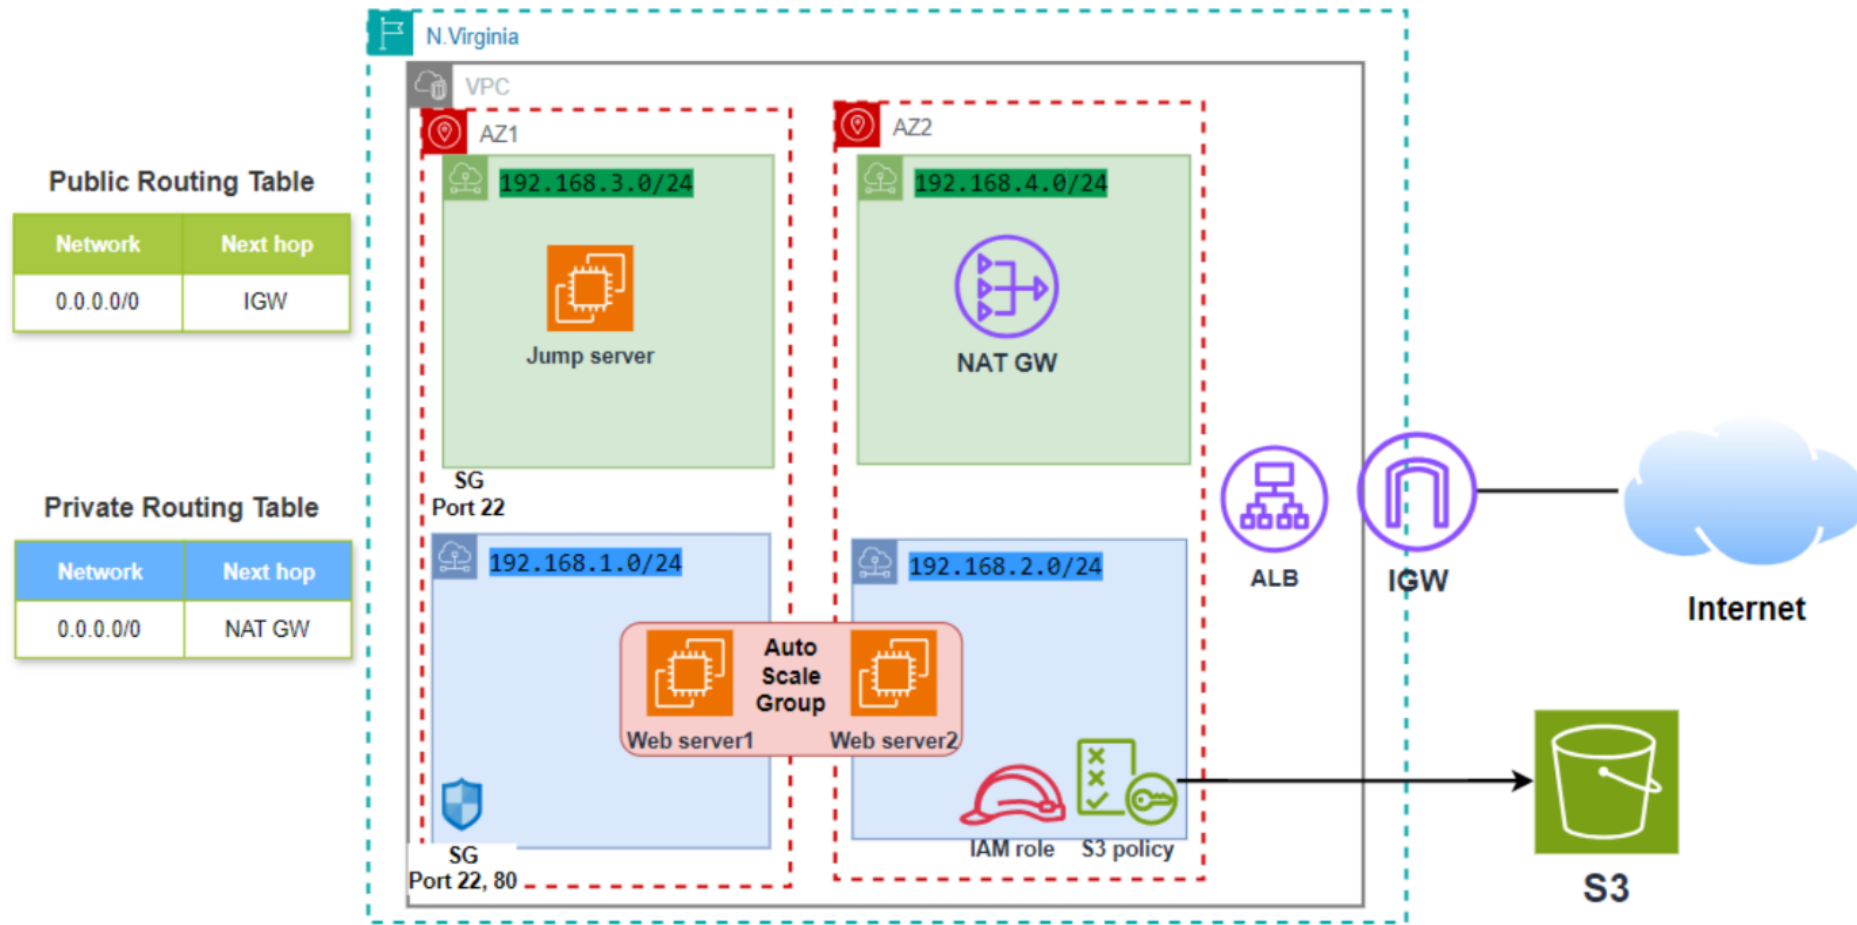 N.Virginia
VPC
AZ1
AZ2
192.168.3.0/24
192.168.4.0/24
Public Routing Table
Network Next hop
0.0.0.0/0 IGW
Jump server
NAT GW
SG
Port 22
Private Routing Table
Network Next hop
0.0.0.0/0 NAT GW
192.168.1.0/24
192.168.2.0/24
ALB
IGW
Internet
Auto
Scale
Group
Web server1
Web server2
IAM role
S3 policy
SG
Port 22, 80
S3